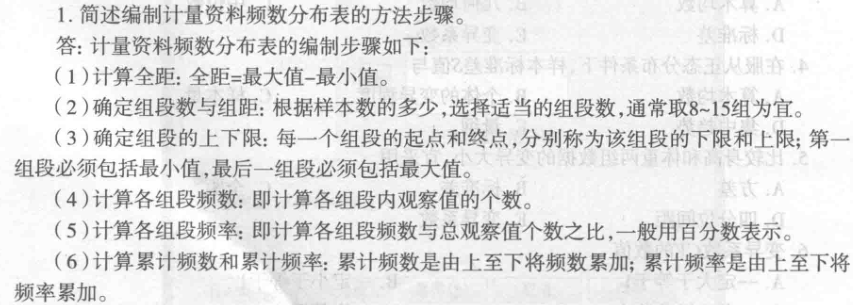 1. 简述编制计量资料频数分布表的方法步骤。
答: 计量资料频数分布表的编制步骤如下:
(1)计算全距: 全距=最大值-最小值。
(2)确定组段数与组距: 根据样本数的多少,选择适当的组段数,通常取8~15组为宜。
(3)确定组段的上下限: 每一个组段的起点和终点,分别称为该组段的下限和上限; 第一
组段必须包括最小值,最后一组段必须包括最大值。
(4)计算各组段频数: 即计算各组段内观察值的个数。
(5)计算各组段频率: 即计算各组段频数与总观察值个数之比,一般用百分数表示。
(6)计算累计频数和累计频率: 累计频数是由上至下将频数累加; 累计频率是由上至下将
频率累加。